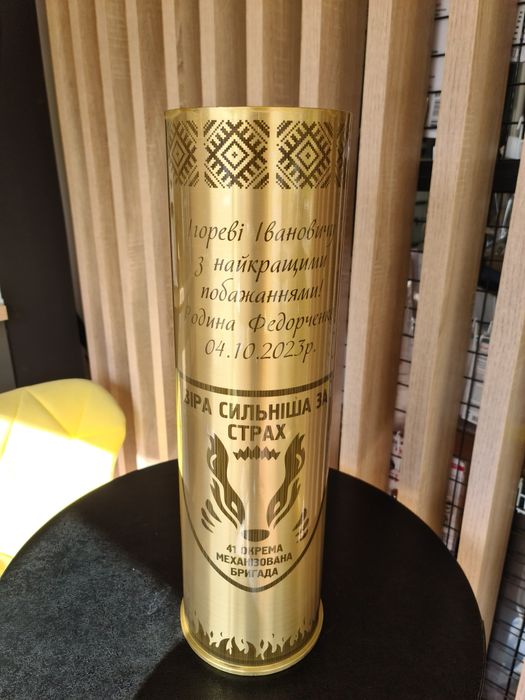 Ігореві Івановичу
з найкращими
побажаннями!
Родина Федорченко
04.10.2023р.
ВІРА СИЛЬНІША ЗА
СТРАХ
41 ОКРЕМА
МЕХАНІЗОВАНА
БРИГАДА